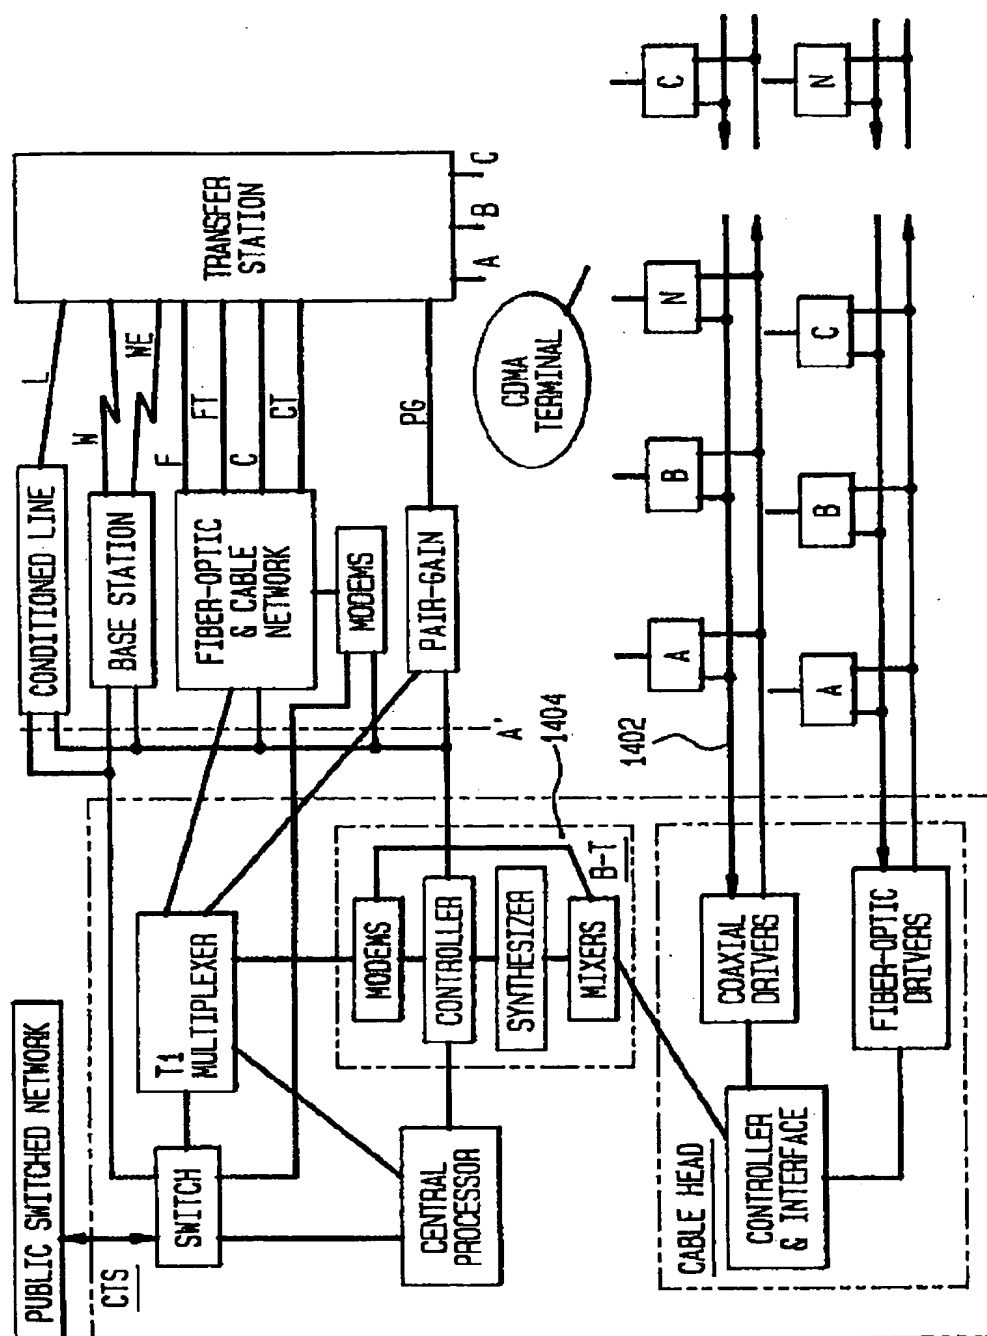 PUBLIC SWITCHED NETWORK
CTS
SWITCH
T1
MULTIPLEXER
CENTRAL
PROCESSOR
MODEMS
CONTROLLER
SYNTHESIZER
MIXERS
B-T
1404
A'
CONDITIONED LINE
BASE STATION
FIBER-OPTIC
& CABLE
NETWORK
MODEMS
PAIR-GAIN
L
W
WE
F
FT
C
CT
PG
TRANSFER
STATION
A
B
C
CDMA
TERMINAL
CABLE HEAD
CONTROLLER
& INTERFACE
COAXIAL
DRIVERS
FIBER-OPTIC
DRIVERS
1402
A
B
N
C
A
B
C
N